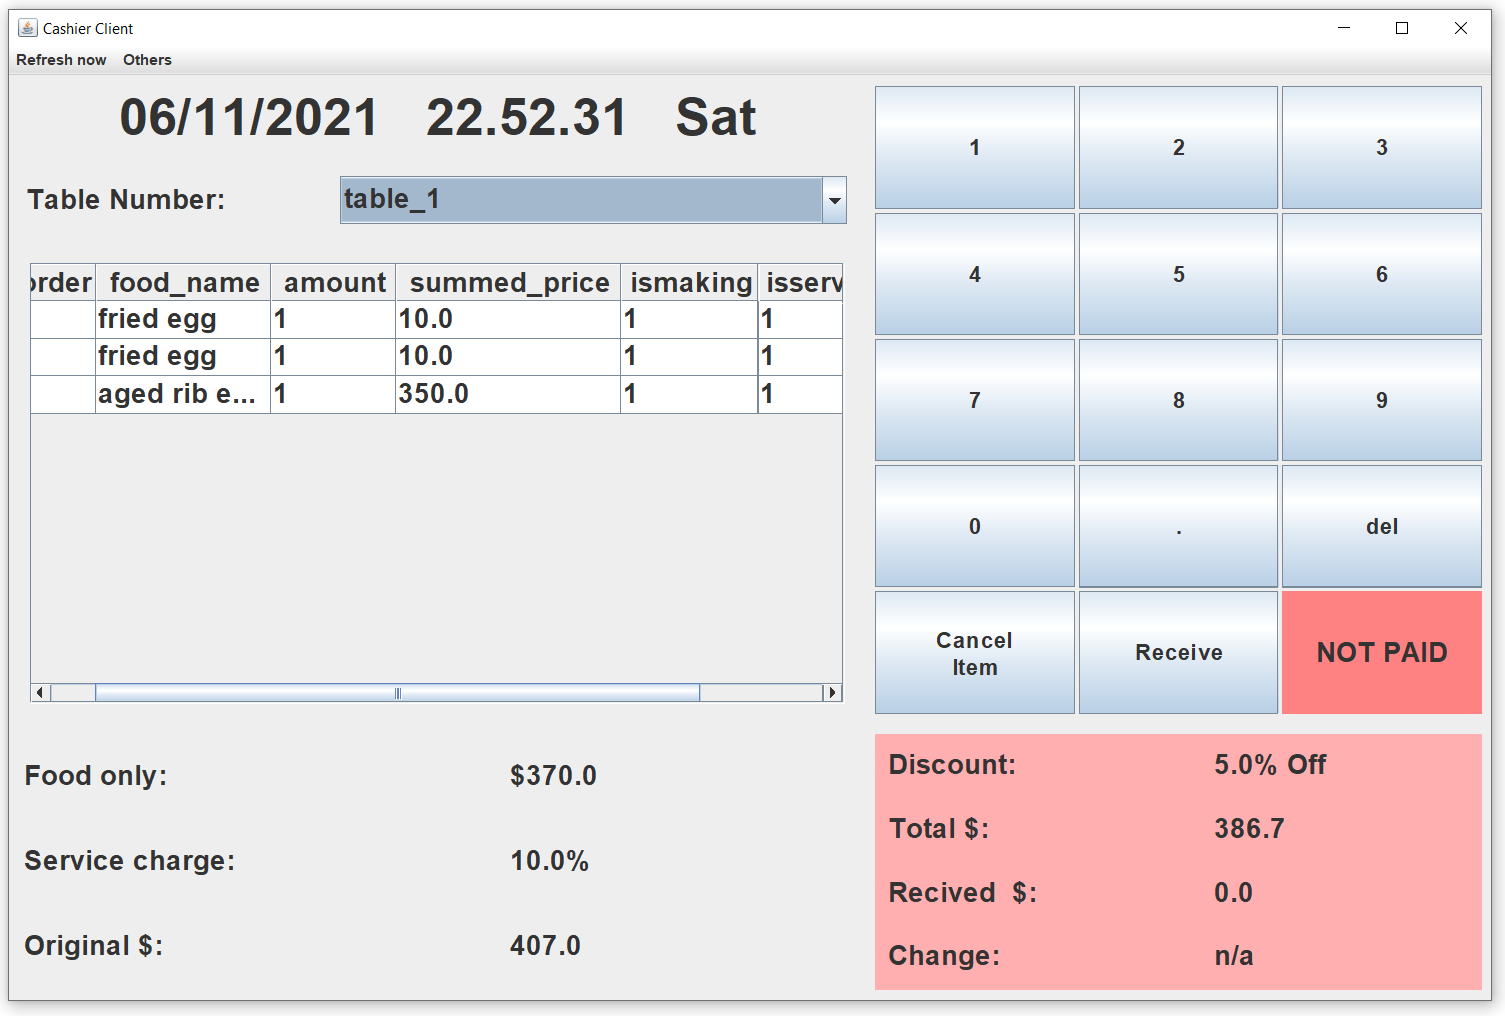 Cashier Client
Refresh now Others
06/11/2021 22.52.31 Sat
Table Number: table_1
order food_name amount summed_price ismaking isserv
fried egg 1 10.0 1 1
fried egg 1 10.0 1 1
aged rib e... 1 350.0 1 1
Food only: $370.0
Service charge: 10.0%
Original $: 407.0
1 2 3
4 5 6
7 8 9
0 . del
Cancel
Item
Receive
NOT PAID
Discount: 5.0% Off
Total $: 386.7
Recived $: 0.0
Change: n/a